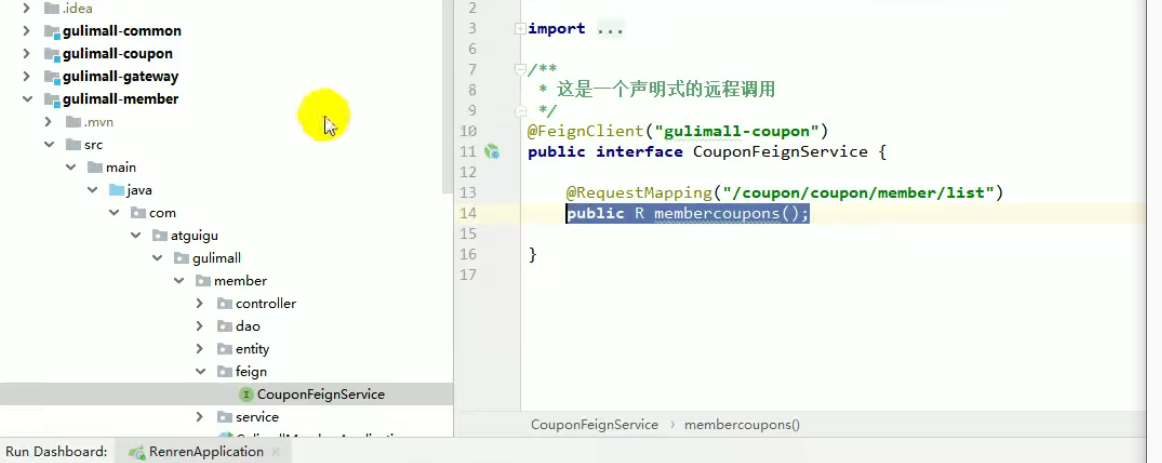 .idea
gulimall-common
gulimall-coupon
gulimall-gateway
gulimall-member
.mvn
src
main
java
com
atguigu
gulimall
member
controller
dao
entity
feign
CouponFeignService
service
2
3 import ...
6
7 /**
8 * 这是一个声明式的远程调用
9 */
10 @FeignClient("gulimall-coupon")
11 public interface CouponFeignService {
12
13 @RequestMapping("/coupon/coupon/member/list")
14 public R membercoupons();
15
16 }
17
CouponFeignService › membercoupons()
Run Dashboard: RenrenApplication ×